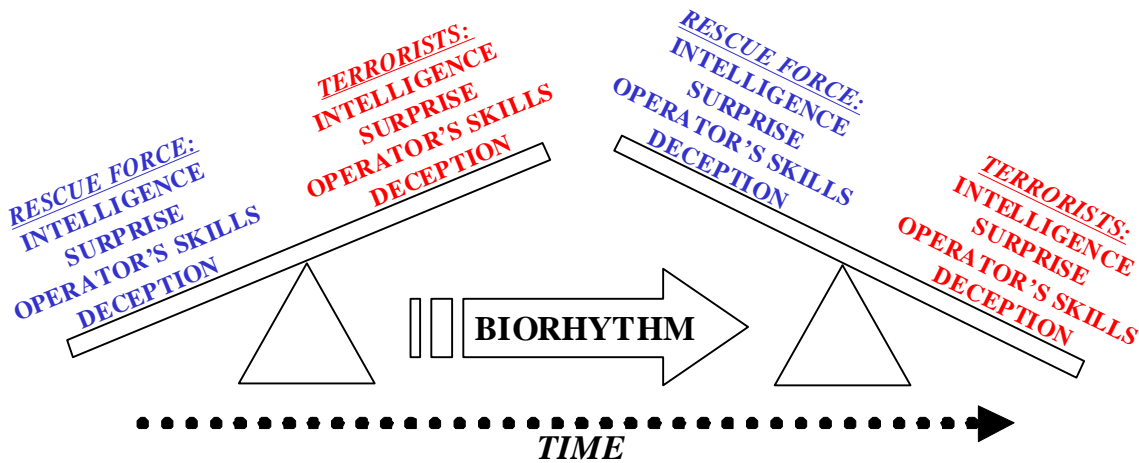 RESCUE FORCE:
INTELLIGENCE
SURPRISE
OPERATOR’S SKILLS
DECEPTION
TERRORISTS:
INTELLIGENCE
SURPRISE
OPERATOR’S SKILLS
DECEPTION
RESCUE FORCE:
INTELLIGENCE
SURPRISE
OPERATOR’S SKILLS
DECEPTION
TERRORISTS:
INTELLIGENCE
SURPRISE
OPERATOR’S SKILLS
DECEPTION
BIORHYTHM
TIME